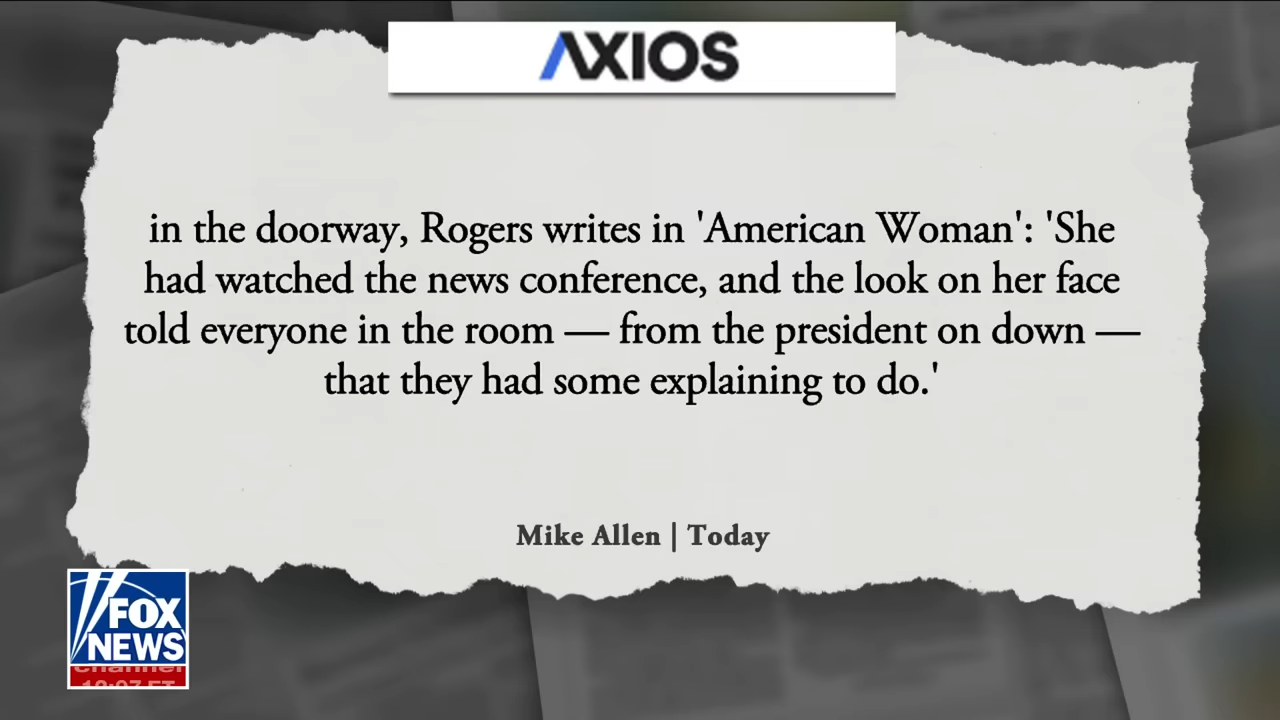 AXIOS
in the doorway, Rogers writes in 'American Woman': 'She
had watched the news conference, and the look on her face
told everyone in the room — from the president on down —
that they had some explaining to do.'
Mike Allen | Today
FOX
NEWS
channel